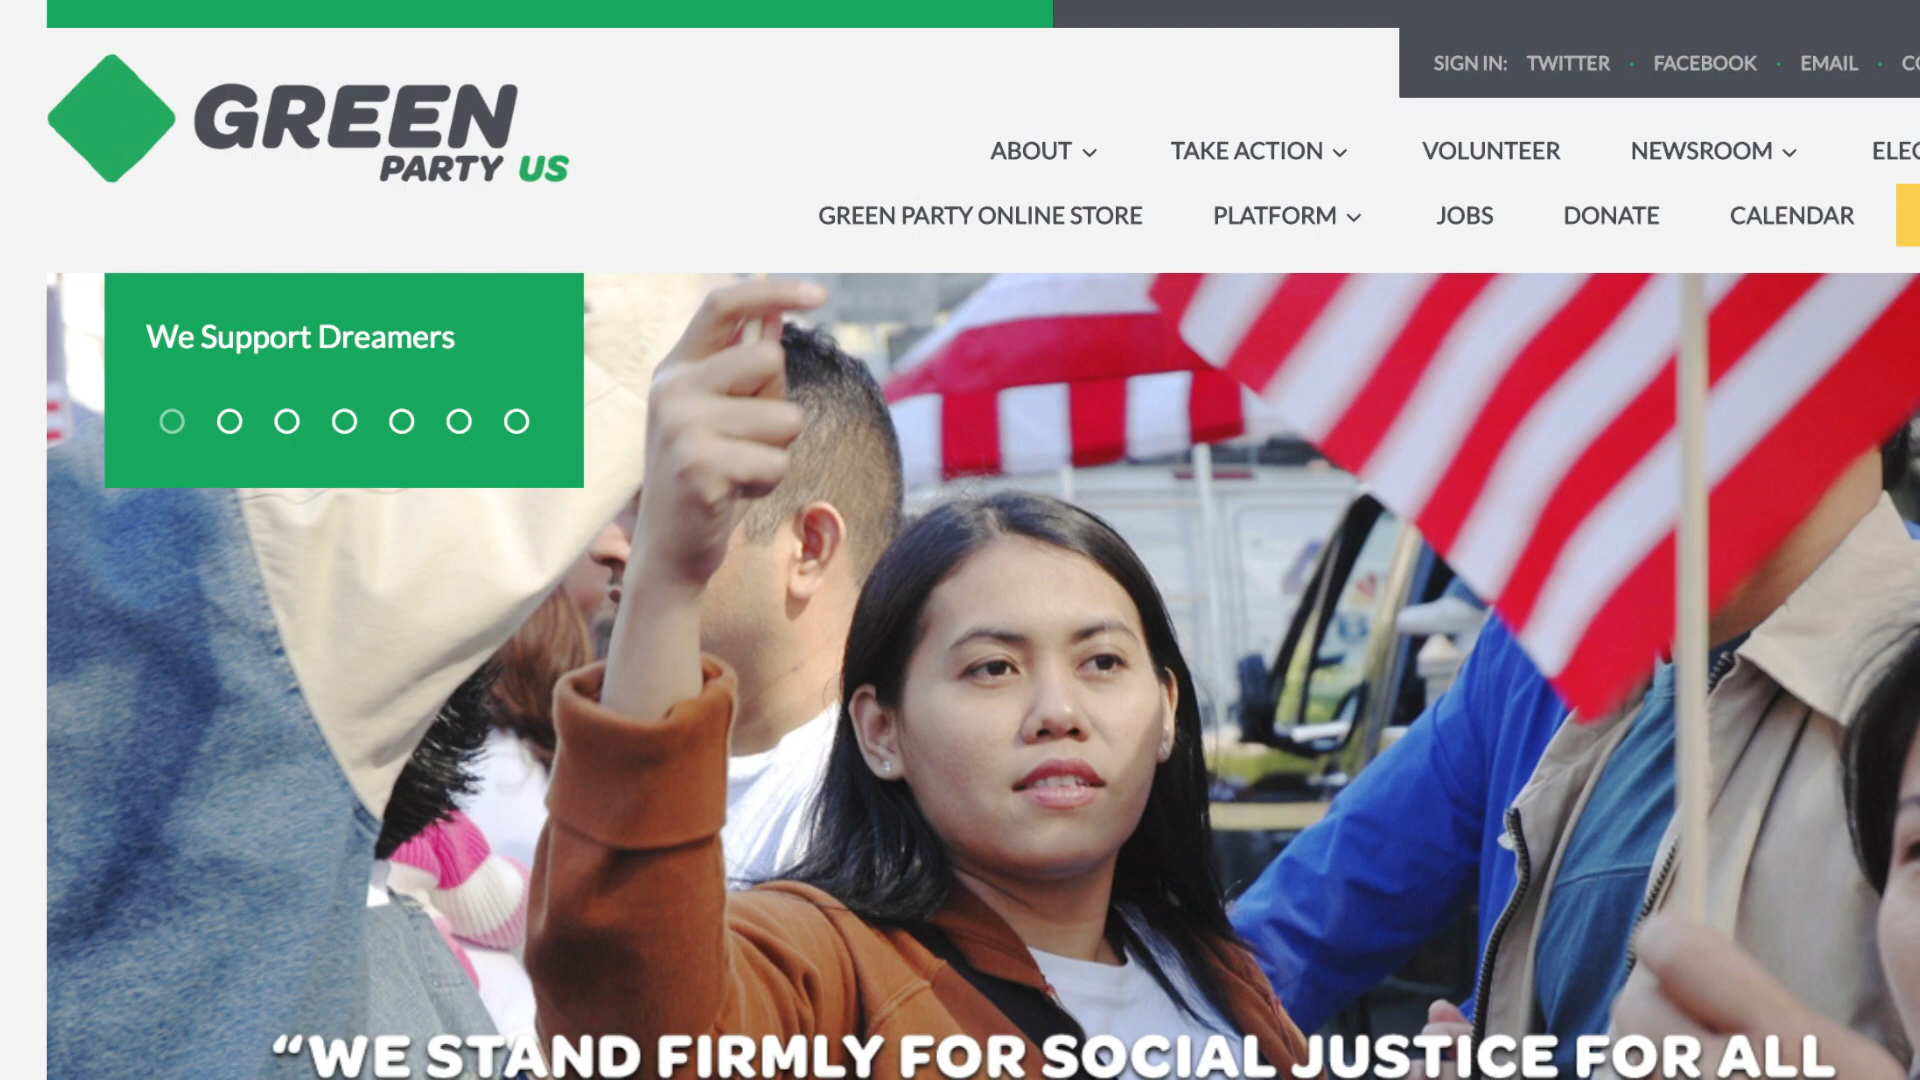 SIGN IN: TWITTER · FACEBOOK · EMAIL ·
GREEN
PARTY US
ABOUT TAKE ACTION VOLUNTEER NEWSROOM
GREEN PARTY ONLINE STORE PLATFORM JOBS DONATE CALENDAR
We Support Dreamers
“WE STAND FIRMLY FOR SOCIAL JUSTICE FOR ALL